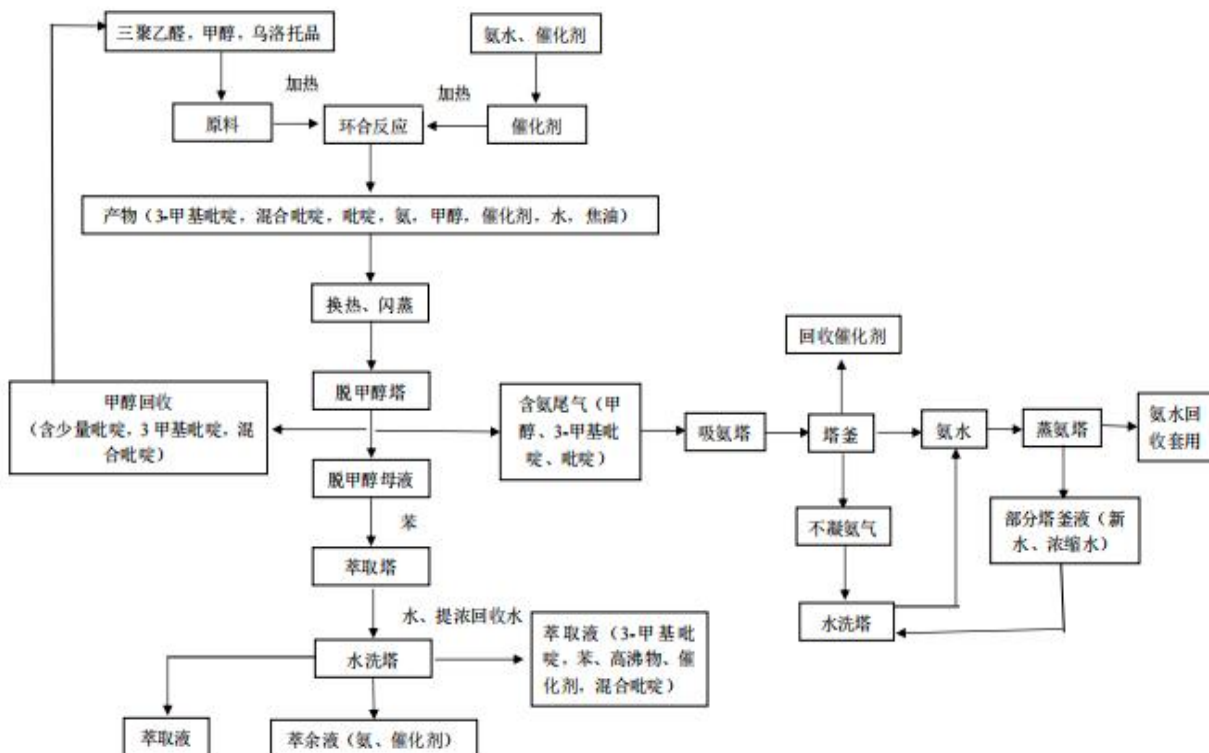 三聚乙醛，甲醇，乌洛托品
氨水、催化剂
加热
加热
原料
环合反应
催化剂
产物（3-甲基吡啶，混合吡啶，吡啶，氨，甲醇，催化剂，水，焦油）
换热、闪蒸
回收催化剂
脱甲醇塔
甲醇回收
（含少量吡啶，3 甲基吡啶，混
合吡啶）
含氨尾气（甲
醇、3-甲基吡
啶、吡啶）
吸氨塔
塔釜
氨水
蒸氨塔
氨水回
收套用
脱甲醇母液
苯
不凝氨气
部分塔釜液（新
水、浓缩水）
萃取塔
水、提浓回收水
水洗塔
水洗塔
萃取液（3-甲基吡
啶，苯、高沸物、催
化剂，混合吡啶）
萃取液
萃余液（氨、催化剂）